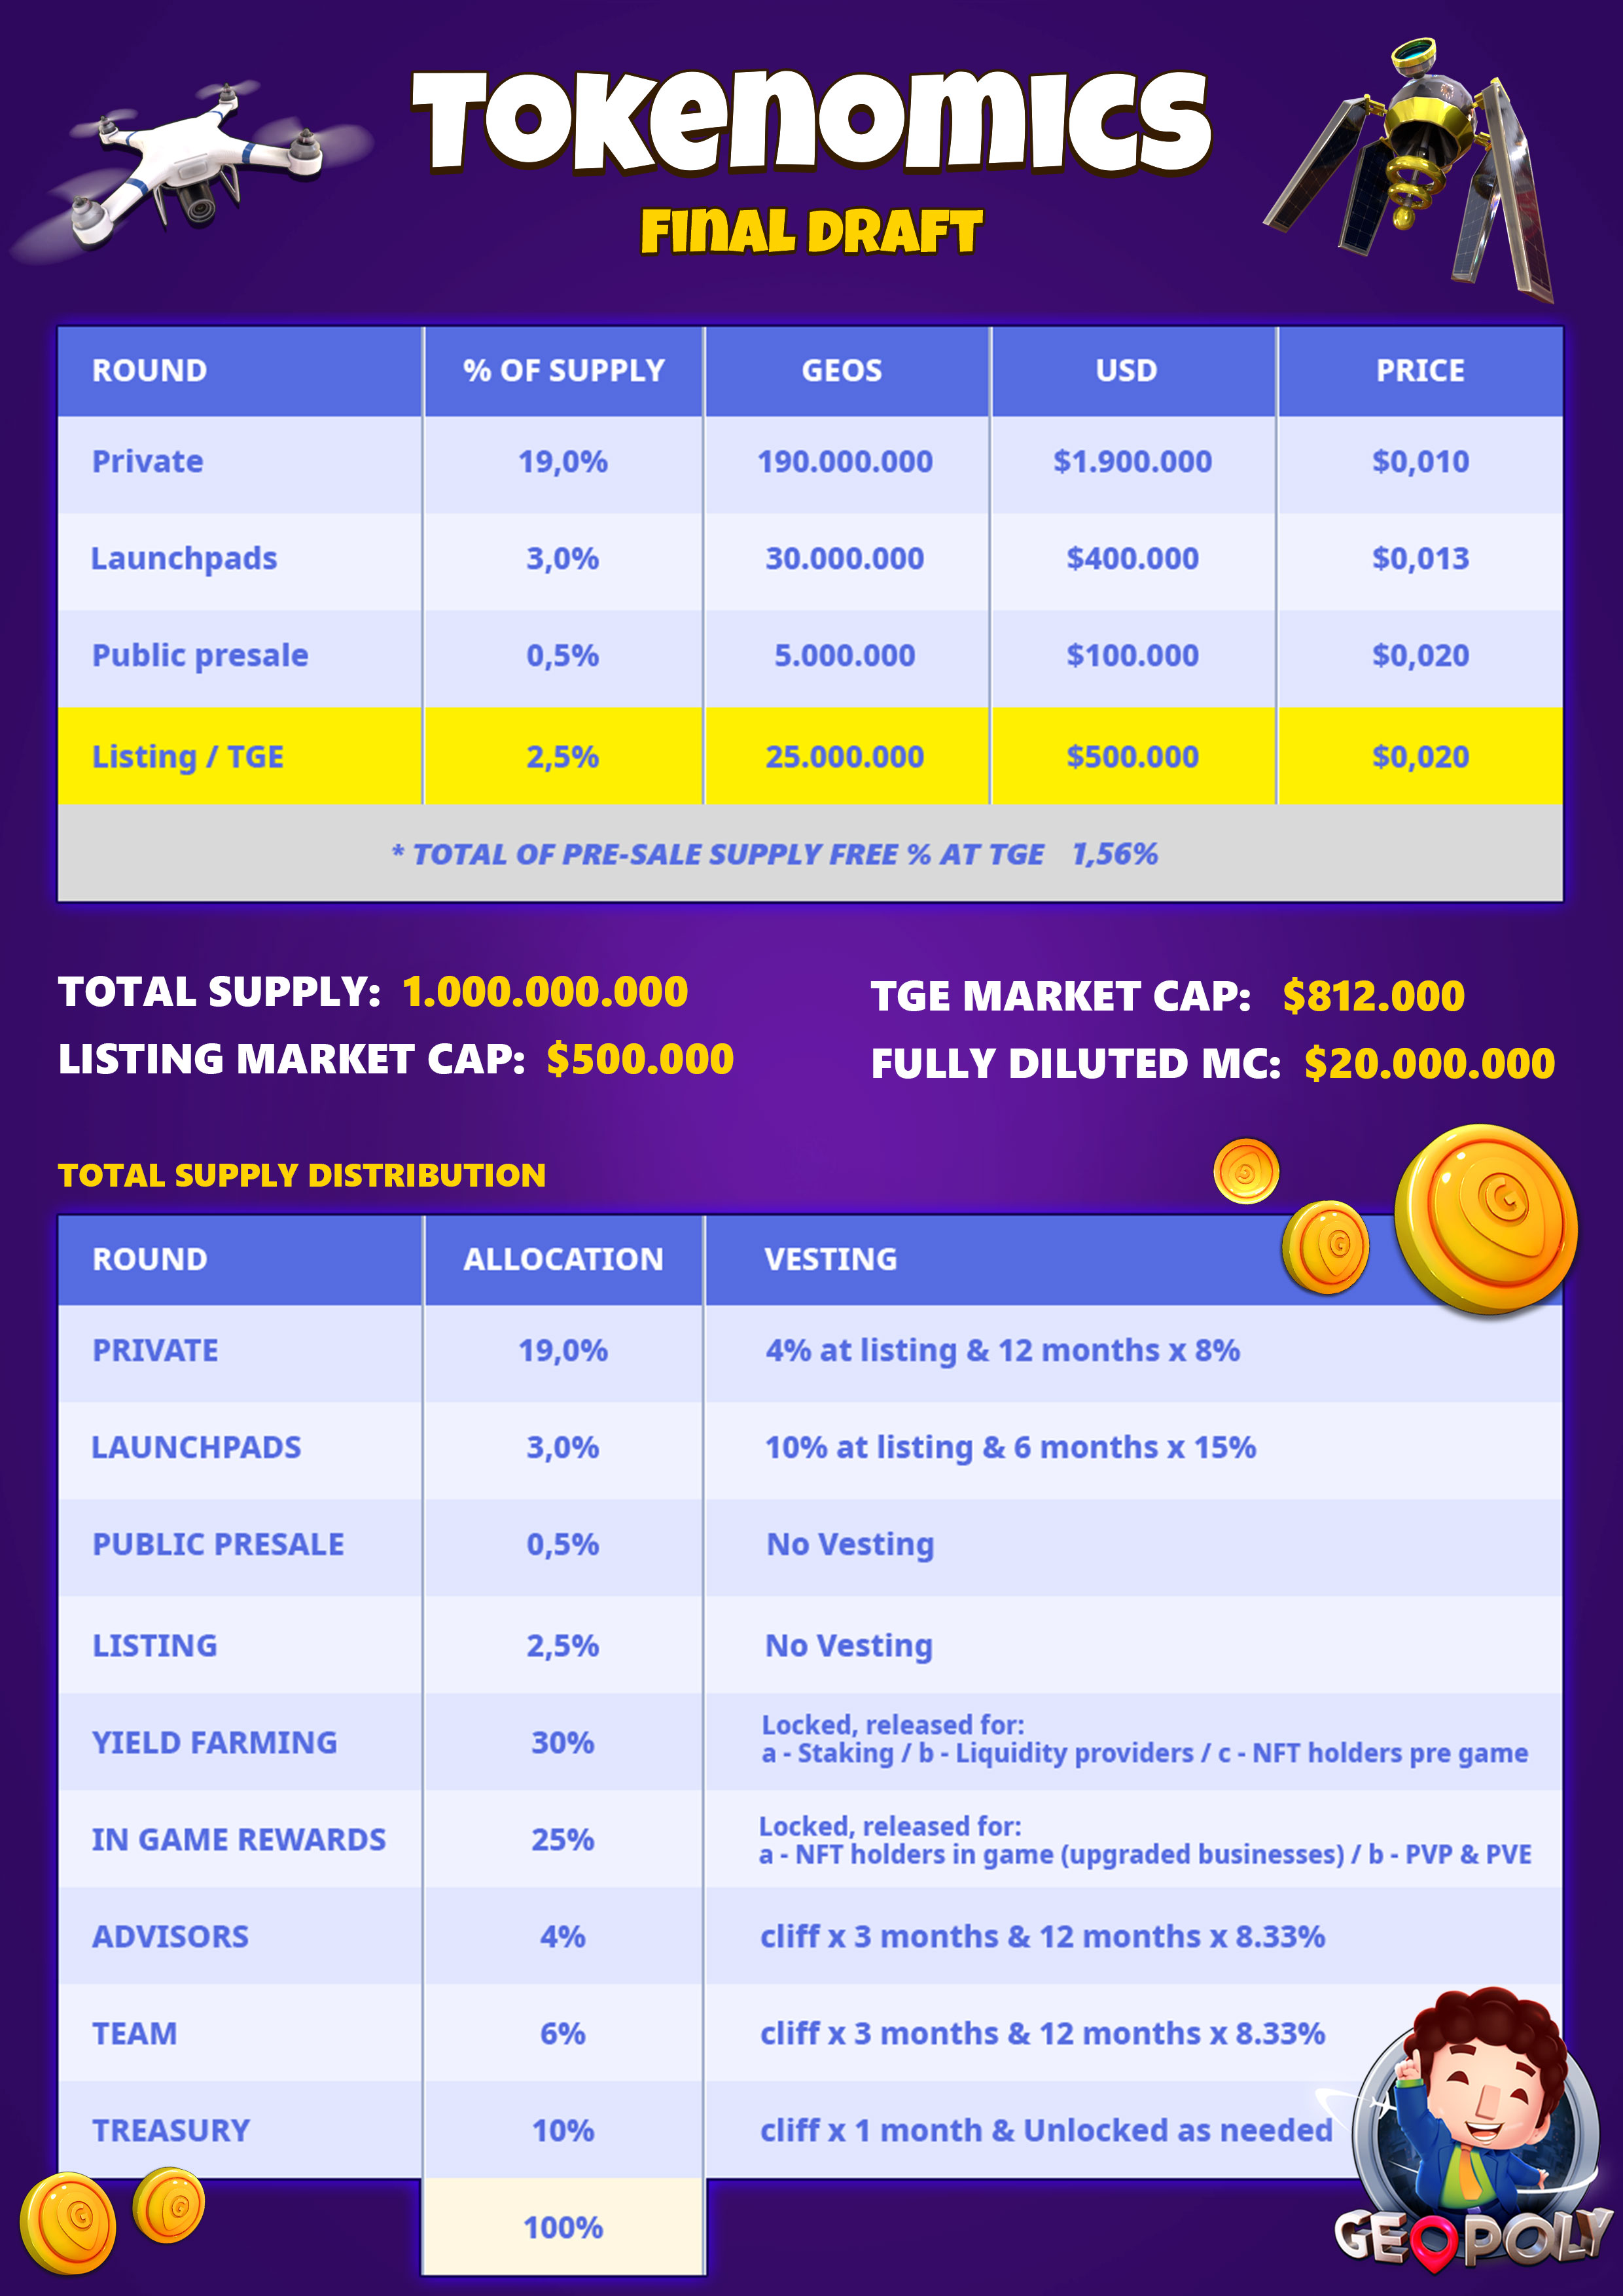 TOKENOMICS
FINAL DRAFT
ROUND % OF SUPPLY GEOS USD PRICE
Private 19,0% 190.000.000 $1.900.000 $0,010
Launchpads 3,0% 30.000.000 $400.000 $0,013
Public presale 0,5% 5.000.000 $100.000 $0,020
Listing / TGE 2,5% 25.000.000 $500.000 $0,020
* TOTAL OF PRE-SALE SUPPLY FREE % AT TGE 1,56%
TOTAL SUPPLY: 1.000.000.000
TGE MARKET CAP: $812.000
LISTING MARKET CAP: $500.000
FULLY DILUTED MC: $20.000.000
TOTAL SUPPLY DISTRIBUTION
ROUND ALLOCATION VESTING
PRIVATE 19,0% 4% at listing & 12 months x 8%
LAUNCHPADS 3,0% 10% at listing & 6 months x 15%
PUBLIC PRESALE 0,5% No Vesting
LISTING 2,5% No Vesting
YIELD FARMING 30% Locked, released for:
a - Staking / b - Liquidity providers / c - NFT holders pre game
IN GAME REWARDS 25% Locked, released for:
a - NFT holders in game (upgraded businesses) / b - PVP & PVE
ADVISORS 4% cliff x 3 months & 12 months x 8.33%
TEAM 6% cliff x 3 months & 12 months x 8.33%
TREASURY 10% cliff x 1 month & Unlocked as needed
100%
GEOPOLY